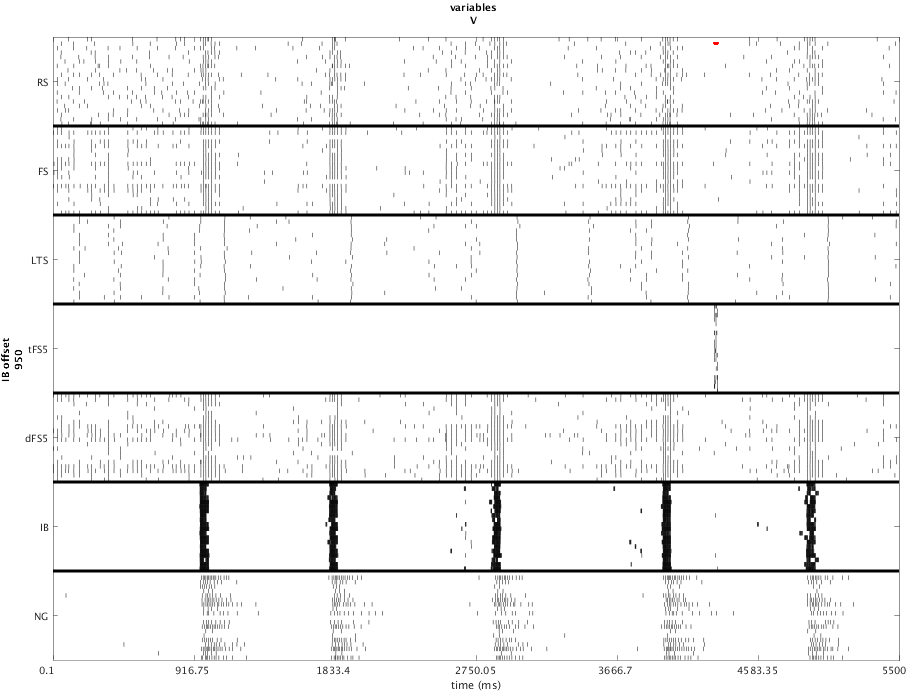 variables
V
RS
FS
LTS
tFS5
dFS5
IB
NG
IB offset
950
0.1 916.75 1833.4 2750.05 3666.7 4583.35 5500
time (ms)